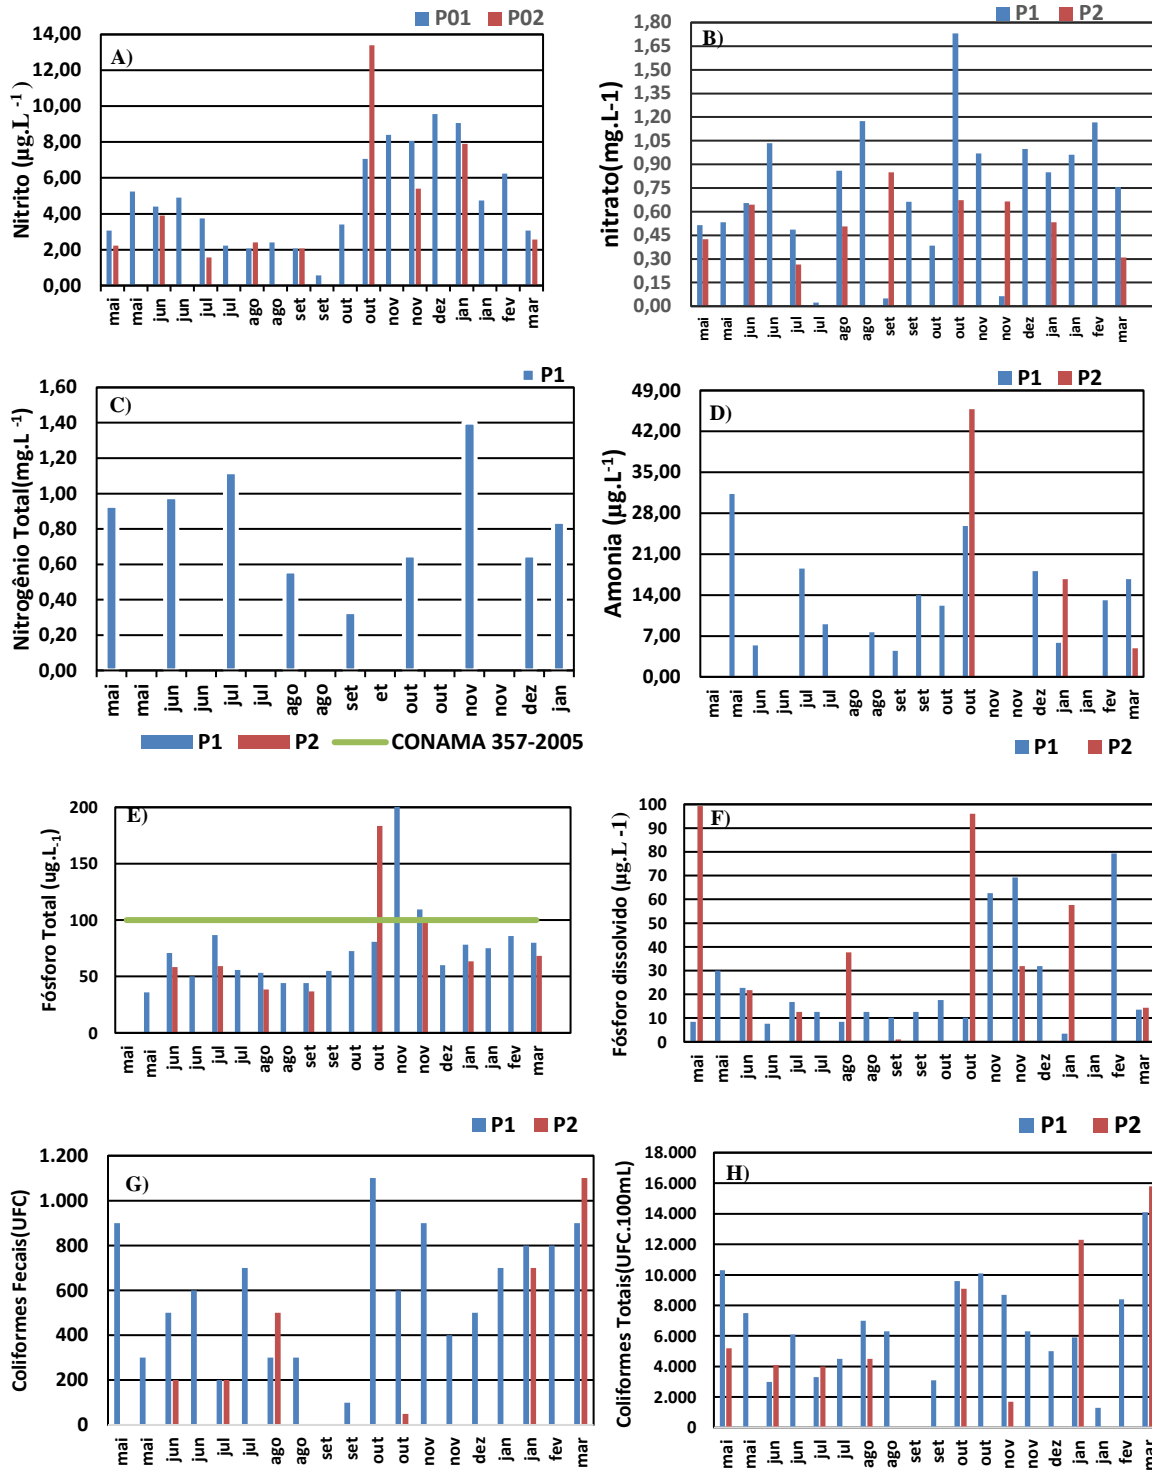 P01 P02
A)
Nitrito (µg.L -1 )
14,00
12,00
10,00
8,00
6,00
4,00
2,00
0,00
mai mai jun jun jul jul ago ago set set out out nov nov dez jan jan fev mar
P1 P2
B)
nitrato(mg.L-1)
1,80
1,65
1,50
1,35
1,20
1,05
0,90
0,75
0,60
0,45
0,30
0,15
0,00
mai mai jun jun jul jul ago ago set set out out nov nov dez jan jan fev mar
P1
C)
Nitrogênio Total(mg.L -1)
1,60
1,40
1,20
1,00
0,80
0,60
0,40
0,20
0,00
mai mai jun jun jul jul ago ago set et out out nov nov dez jan
P1 P2
D)
Amonia (µg.L-1)
49,00
42,00
35,00
28,00
21,00
14,00
7,00
0,00
mai mai jun jun jul jul ago ago set set out out nov nov dez jan jan fev mar
P1 P2 CONAMA 357-2005
E)
Fósforo Total (ug.L-1)
200
150
100
50
0
mai mai jun jun jul jul ago ago set set out out nov nov dez jan jan fev mar
P1 P2
F)
Fósforo dissolvido (µg.L -1)
100
90
80
70
60
50
40
30
20
10
0
mai mai jun jun jul jul ago ago set set out out nov nov dez jan jan fev mar
P1 P2
G)
Coliformes Fecais(UFC)
1.200
1.000
800
600
400
200
0
mai mai jun jun jul jul ago ago set set out out nov nov dez jan jan fev mar
P1 P2
H)
Coliformes Totais(UFC.100mL)
18.000
16.000
14.000
12.000
10.000
8.000
6.000
4.000
2.000
0
mai mai jun jun jul jul ago ago set set out out nov nov dez jan jan fev mar